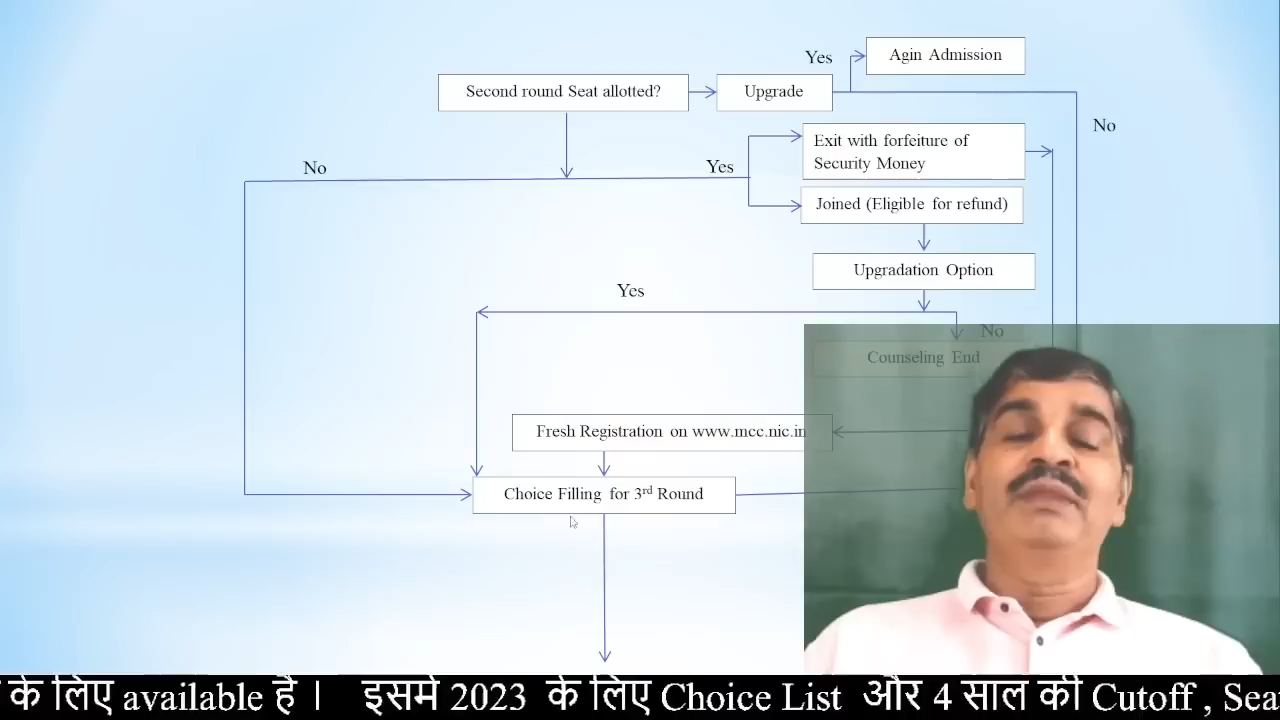 Yes
Agin Admission
Second round Seat allotted?
Upgrade
No
Exit with forfeiture of
Security Money
No
Yes
Joined (Eligible for refund)
Upgradation Option
Yes
No
Counseling End
Fresh Registration on www.mcc.nic.in
Choice Filling for 3rd Round
के लिए available है । इसमें 2023 के लिए Choice List और 4 साल की Cutoff , Sea